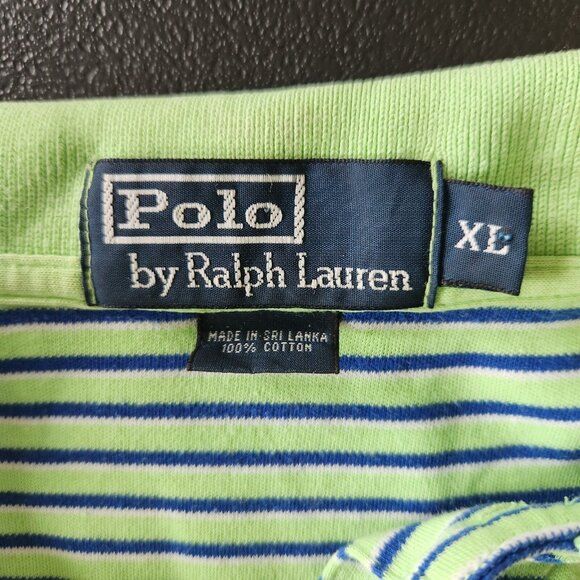 Polo
by Ralph Lauren
XL
MADE IN SRI LANKA
100% COTTON